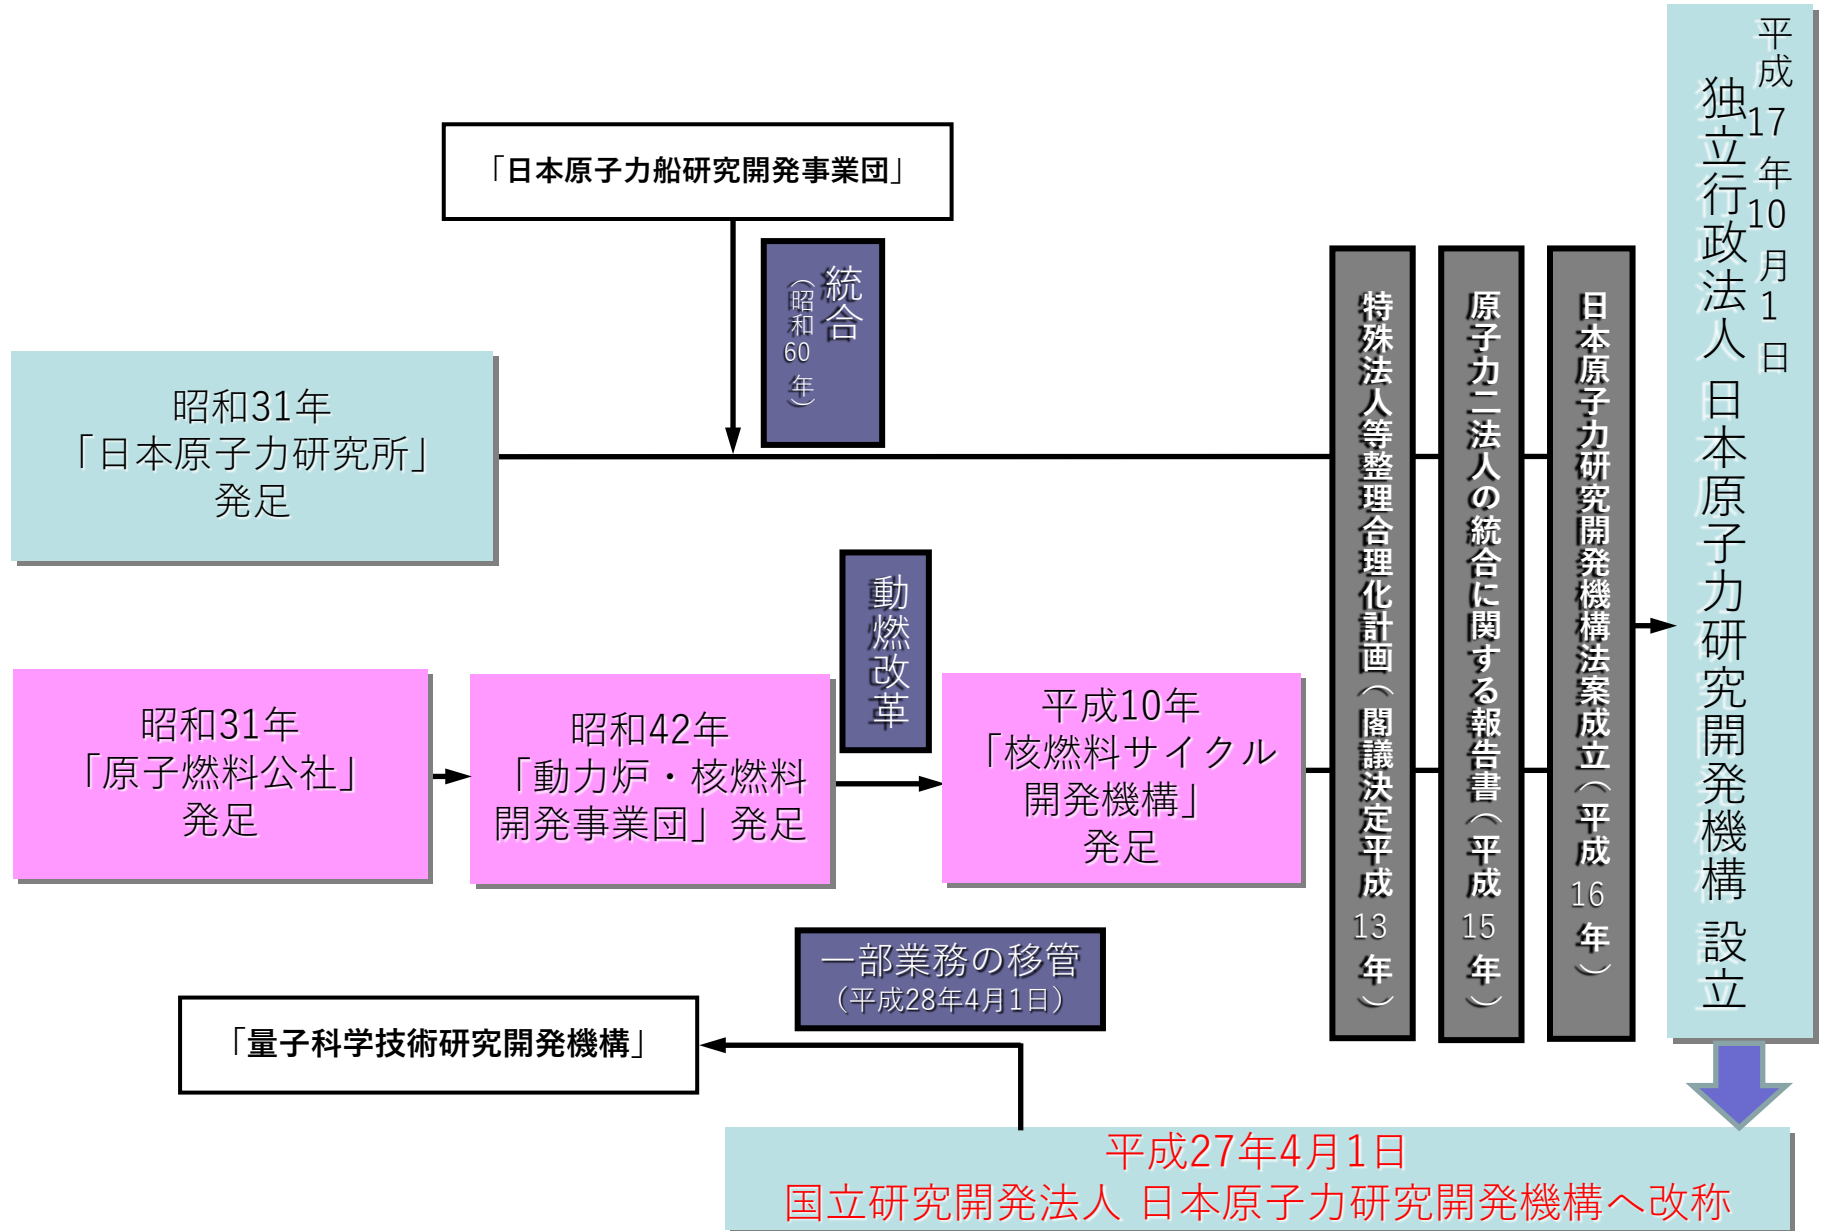 「日本原子力船研究開発事業団」
統合
（昭和60年）
昭和31年
「日本原子力研究所」
発足
動燃改革
昭和31年
「原子燃料公社」
発足
昭和42年
「動力炉・核燃料
開発事業団」発足
平成10年
「核燃料サイクル
開発機構」
発足
特殊法人等整理合理化計画（閣議決定平成13年）
原子力二法人の統合に関する報告書（平成15年）
日本原子力研究開発機構法案成立（平成16年）
平成17年10月1日
独立行政法人日本原子力研究開発機構 設立
一部業務の移管
（平成28年4月1日）
「量子科学技術研究開発機構」
平成27年4月1日
国立研究開発法人 日本原子力研究開発機構へ改称